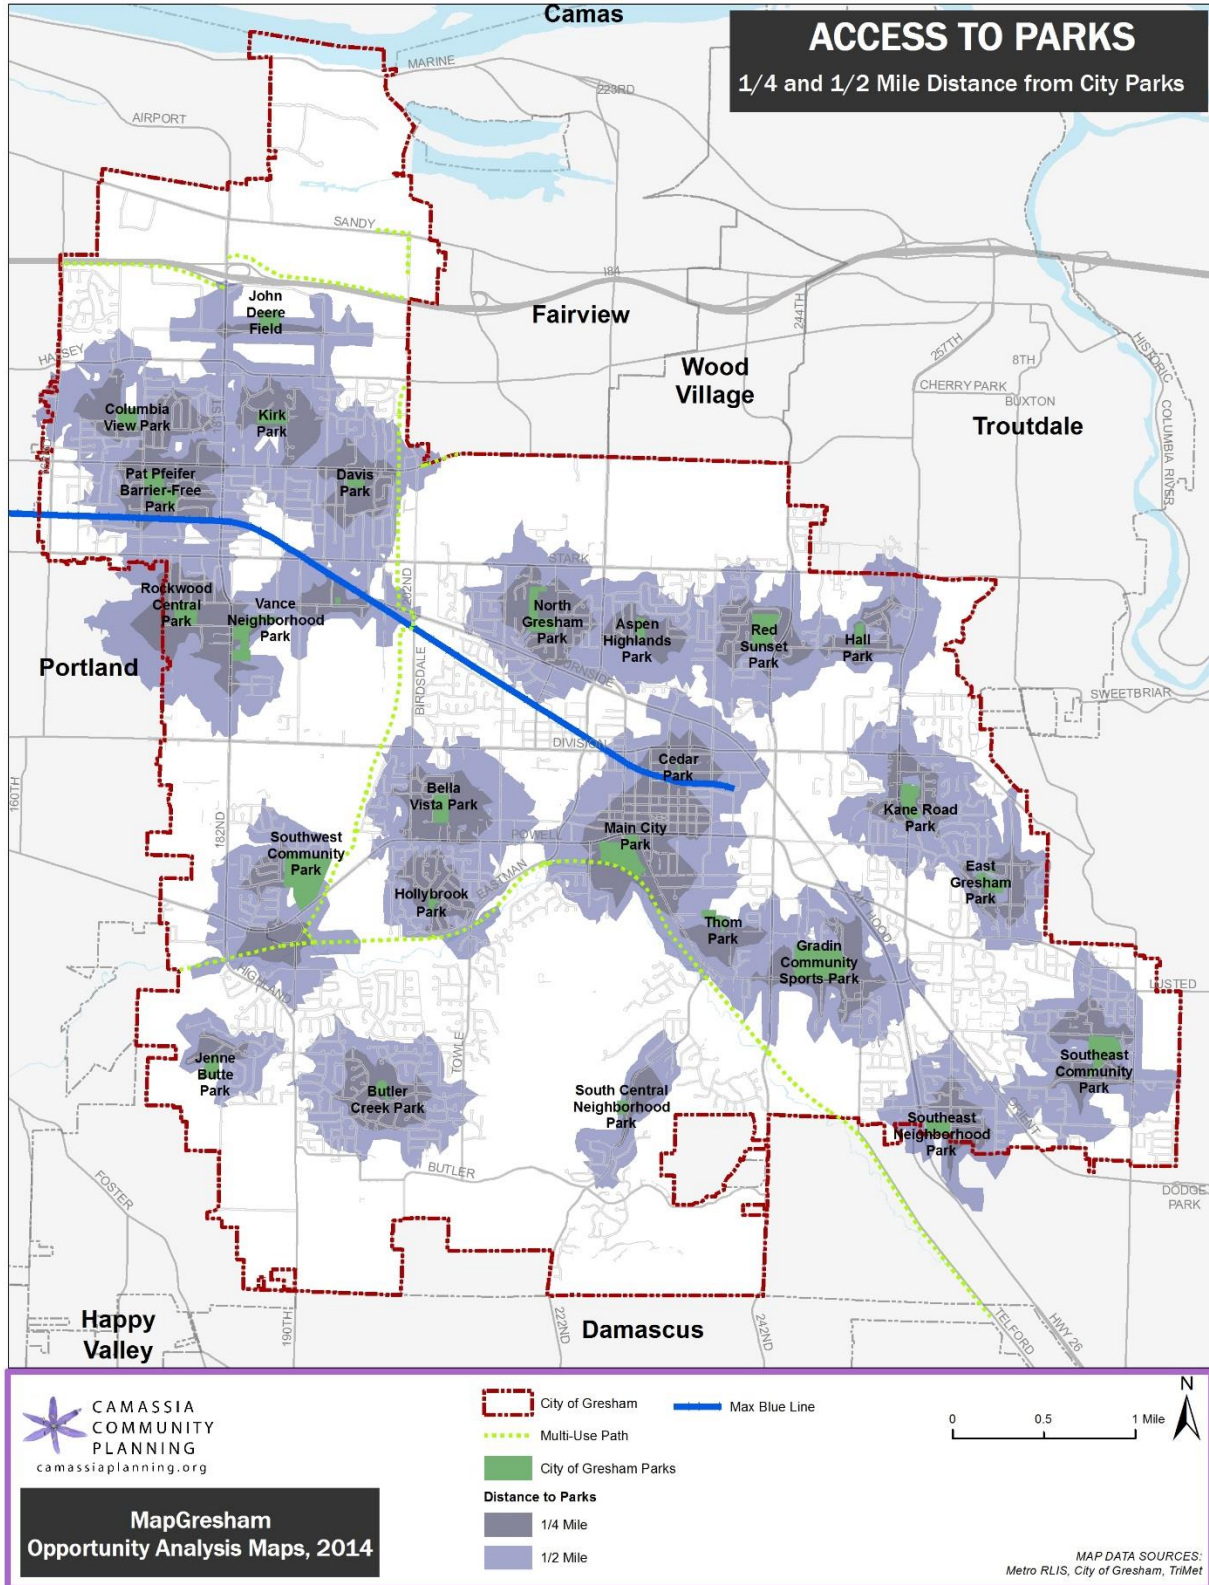 Camas
ACCESS TO PARKS
1/4 and 1/2 Mile Distance from City Parks
MARINE
223RD
AIRPORT
SANDY
I84
John
Deere
Field
Fairview
244TH
HISTORIC
COLUMBIA RIVER
HALSEY
Wood
Village
257TH
8TH
CHERRY PARK
BUXTON
Troutdale
Columbia
View Park
181ST
Kirk
Park
Pat Pfeifer
Barrier-Free
Park
Davis
Park
STARK
Rockwood
Central
Park
Vance
Neighborhood
Park
202ND
North
Gresham
Park
Aspen
Highlands
Park
Red
Sunset
Park
Hall
Park
Portland
BIRDSDALE
BURNSIDE
SWEETBRIAR
DIVISION
Cedar
Park
160TH
182ND
Bella
Vista Park
Kane Road
Park
Southwest
Community
Park
POWELL
Main City
Park
EASTMAN
Hollybrook
Park
East
Gresham
Park
MT HOOD
Thom
Park
Gradin
Community
Sports Park
HIGHLAND
LUSTED
TOWLE
Jenne
Butte
Park
Butler
Creek Park
South Central
Neighborhood
Park
Southeast
Community
Park
Southeast
Neighborhood
Park
ORIENT
BUTLER
FOSTER
DODGE
PARK
Happy
Valley
190TH
222ND
Damascus
242ND
TELFORD
HWY 26
CAMASSIA
COMMUNITY
PLANNING
camassiaplanning.org
MapGresham
Opportunity Analysis Maps, 2014
City of Gresham
Max Blue Line
Multi-Use Path
City of Gresham Parks
Distance to Parks
1/4 Mile
1/2 Mile
0 0.5 1 Mile
N
MAP DATA SOURCES:
Metro RLIS, City of Gresham, TriMet